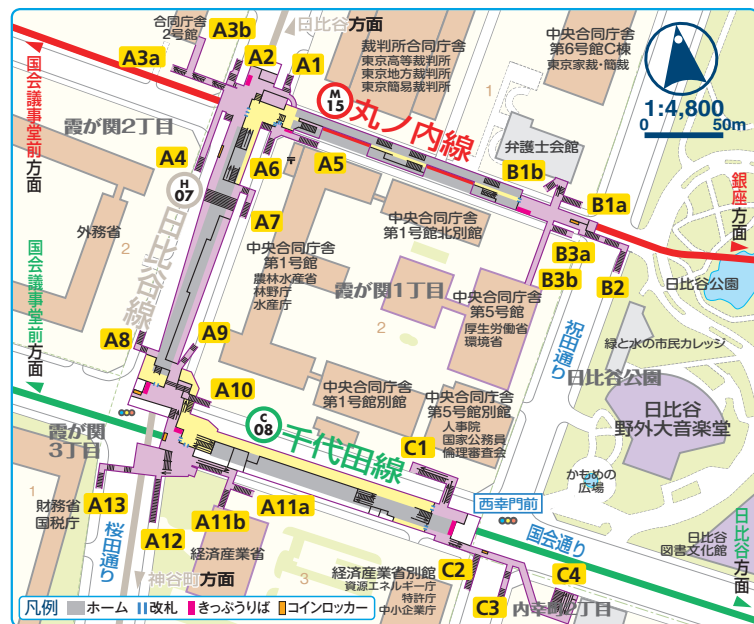 合同庁舎
2号館
A3b
日比谷方面
A3a
A2
A1
裁判所合同庁舎
東京高等裁判所
東京地方裁判所
東京簡易裁判所
中央合同庁舎
第6号館C棟
東京家裁・簡裁
1:4,800
0 50m
国会議事堂前方面
M
15
丸ノ内線
1
霞が関2丁目
弁護士会館
A4
A6
A5
B1b
B1a
銀座方面
H
07
日比谷線
A7
外務省
2
中央合同庁舎
第1号館
農林水産省
林野庁
水産庁
中央合同庁舎
第1号館北別館
B3a
B3b
B2
日比谷公園
国会議事堂前方面
霞が関1丁目
2
中央合同庁舎
第5号館
厚生労働省
環境省
祝田通り
緑と水の市民カレッジ
A8
A9
A10
日比谷公園
中央合同庁舎
第1号館別館
中央合同庁舎
第5号館別館
人事院
国家公務員
倫理審査会
日比谷
野外大音楽堂
C
08
千代田線
霞が関
3丁目
C1
かもめの
広場
1
財務省
国税庁
A13
A12
A11b
A11a
西幸門前
国会通り
日比谷
図書文化館
日比谷方面
桜田通り
経済産業省
神谷町方面
3
経済産業省別館
資源エネルギー庁
特許庁
中小企業庁
C2
C3
C4
内幸町2丁目
凡例 ホーム 改札 きっぷうりば コインロッカー